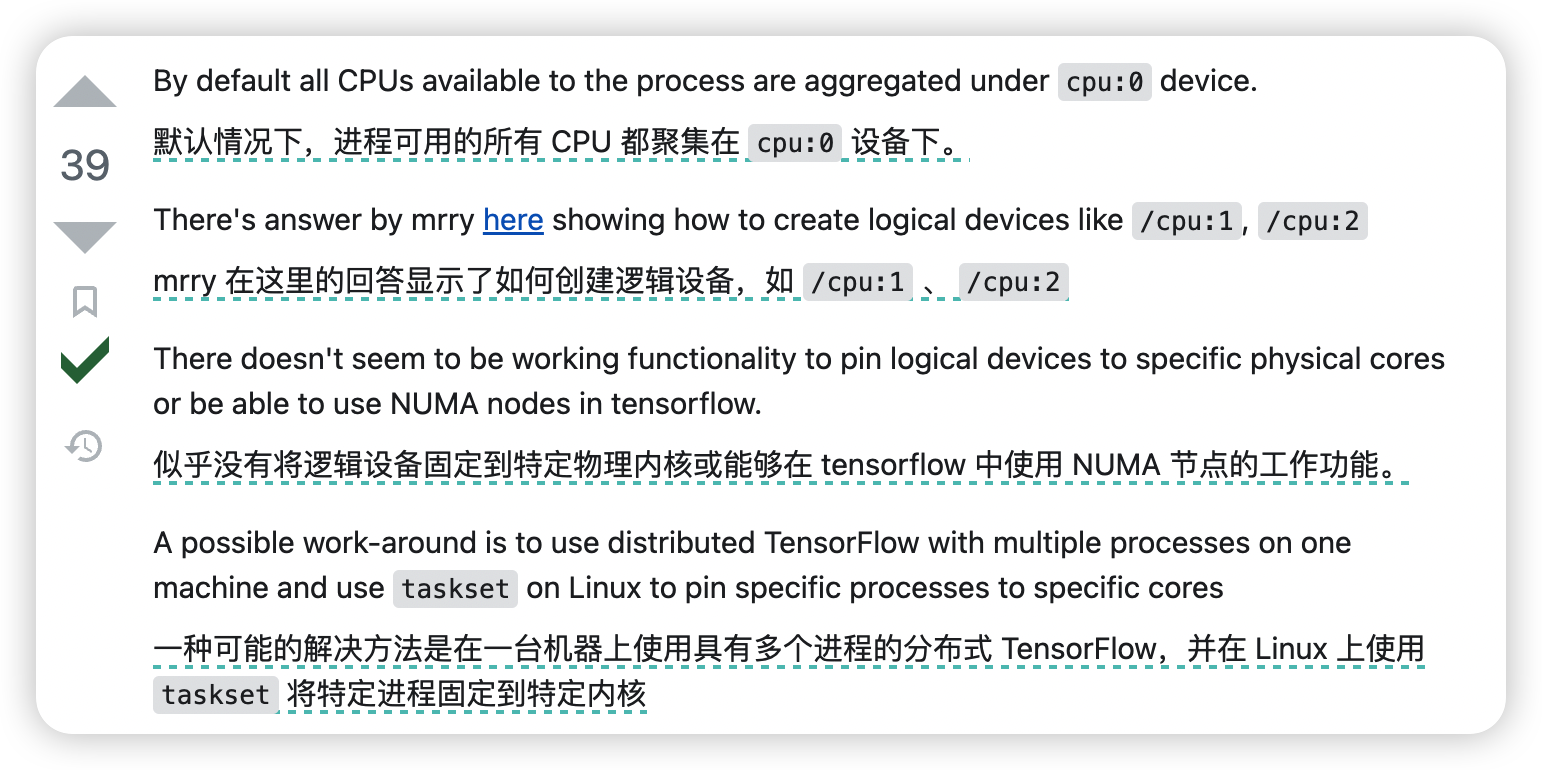 By default all CPUs available to the process are aggregated under cpu:0 device.
默认情况下，进程可用的所有 CPU 都聚集在 cpu:0 设备下。
39
There's answer by mrry here showing how to create logical devices like /cpu:1, /cpu:2
mrry 在这里的回答显示了如何创建逻辑设备，如 /cpu:1 、 /cpu:2
There doesn't seem to be working functionality to pin logical devices to specific physical cores
or be able to use NUMA nodes in tensorflow.
似乎没有将逻辑设备固定到特定物理内核或能够在 tensorflow 中使用 NUMA 节点的工作功能。
A possible work-around is to use distributed TensorFlow with multiple processes on one
machine and use taskset on Linux to pin specific processes to specific cores
一种可能的解决方法是在一台机器上使用具有多个进程的分布式 TensorFlow，并在 Linux 上使用
taskset 将特定进程固定到特定内核